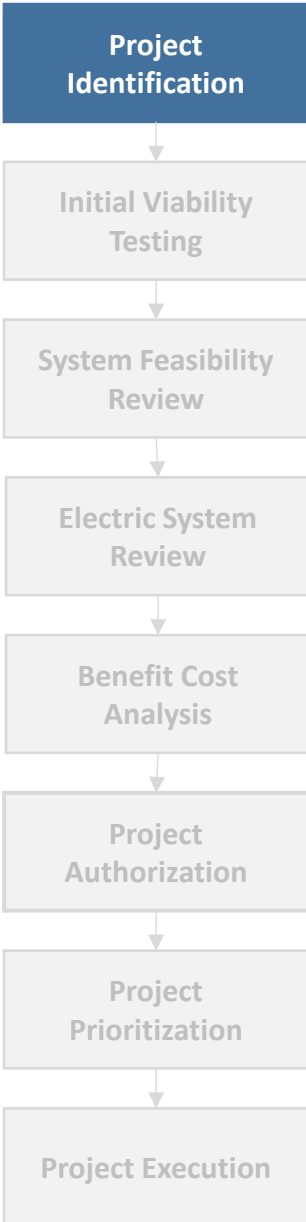 Project
Identification
Initial Viability
Testing
System Feasibility
Review
Electric System
Review
Benefit Cost
Analysis
Project
Authorization
Project
Prioritization
Project Execution